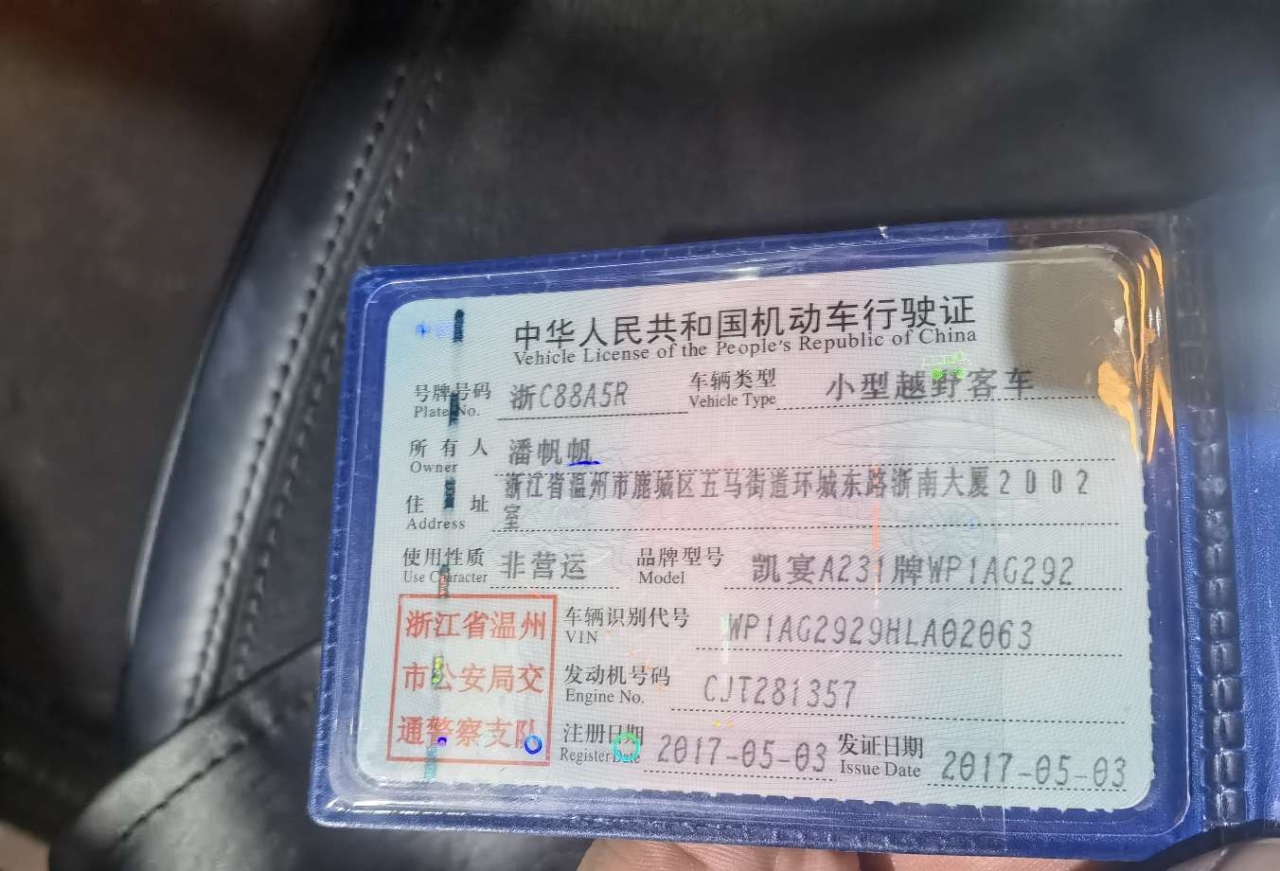 中华人民共和国机动车行驶证
Vehicle License of the People's Republic of China
号牌号码 浙C88A5R 车辆类型 小型越野客车
Plate No. Vehicle Type
所有人 潘帆帆
Owner
住址 浙江省温州市鹿城区五马街道环城东路浙南大厦2002
Address 室
使用性质 非营运 品牌型号 凯宴A231牌WP1AG292
Use Character Model
浙江省温州 车辆识别代号 WP1AG2929HLA02063
VIN
市公安局交 发动机号码 CJT281357
Engine No.
通警察支队 注册日期 2017-05-03 发证日期 2017-05-03
Register Date Issue Date